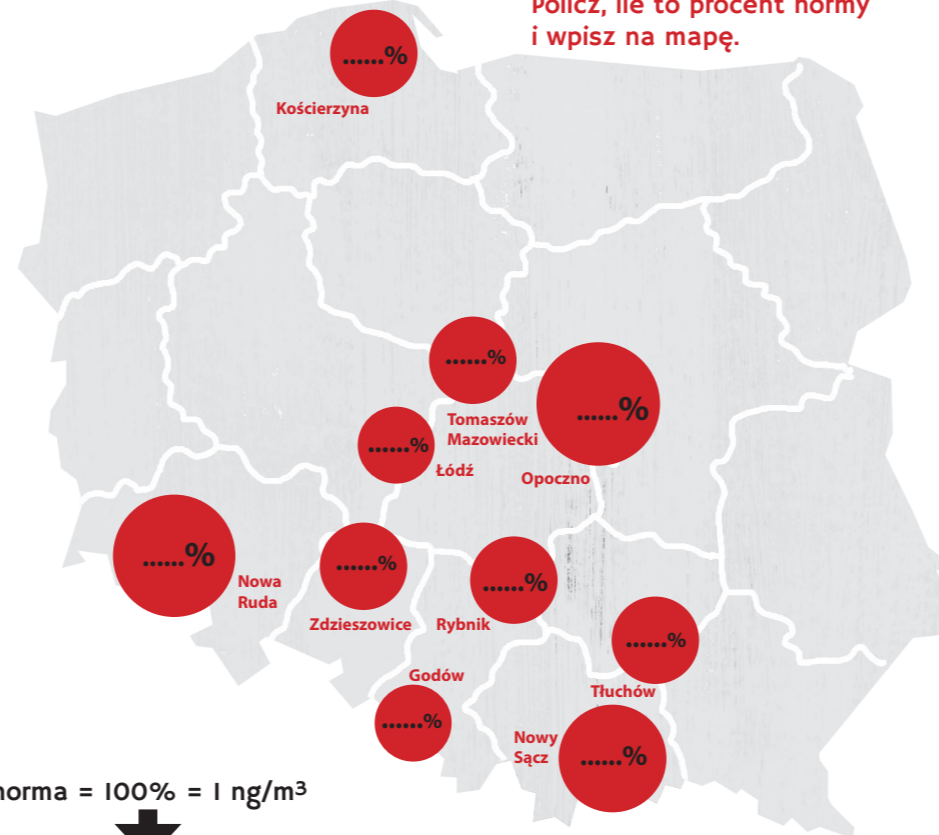 Policz, ile to procent normy
i wpisz na mapę.
......%
Kościerzyna
......%
Tomaszów
Mazowiecki
......%
Opoczno
......%
Łódź
......%
Nowa
Ruda
......%
Zdzieszowice
......%
Rybnik
......%
Tłuchów
Godów
......%
Nowy
Sącz
......%
norma = 100% = 1 ng/m³